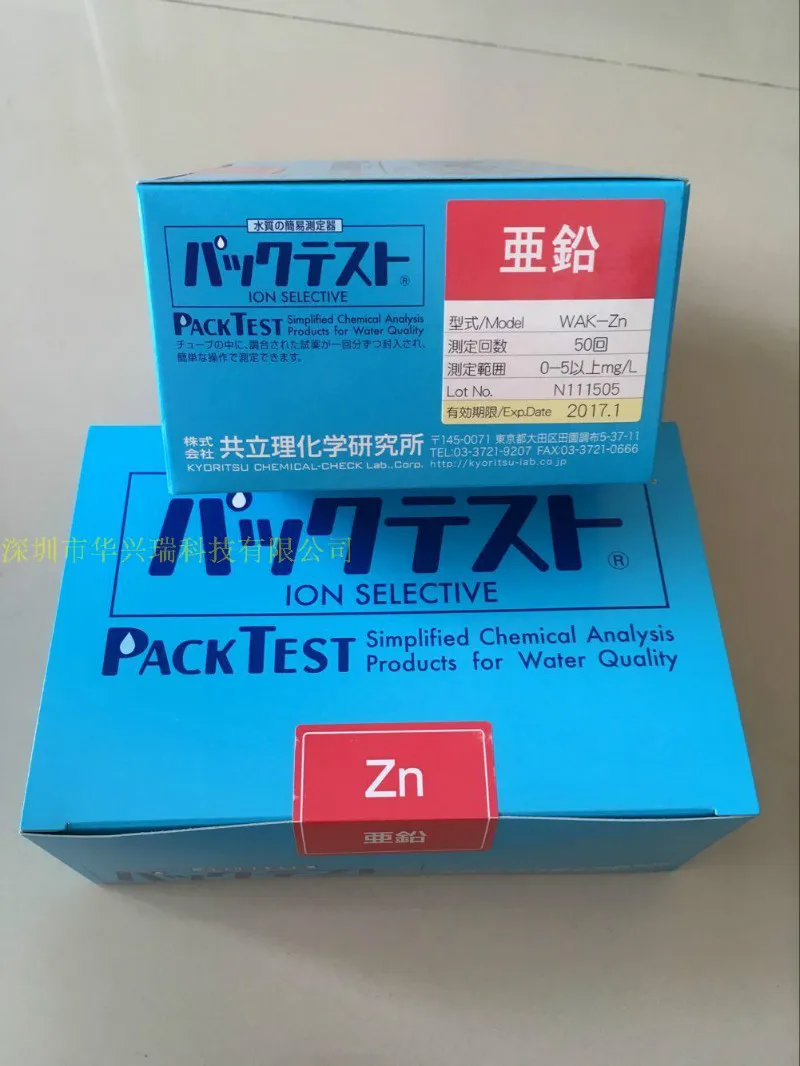 水質の簡易測定器
パックテスト®
ION SELECTIVE
PACKTEST Simplified Chemical Analysis
Products for Water Quality
チューブの中に、調合された試薬が一回分ずつ封入され、
簡単な操作で測定できます。
亜鉛
型式/Model WAK-Zn
測定回数 50回
測定範囲 0-5以上mg/L
Lot No. N111505
有効期限/Exp.Date 2017.1
株式会社 共立理化学研究所
KYORITSU CHEMICAL-CHECK Lab.,Corp.
〒145-0071 東京都大田区田園調布5-37-11
TEL:03-3721-9207 FAX:03-3721-0666
http://kyoritsu-lab.co.jp
パックテスト®
深圳市华兴瑞科技有限公司
ION SELECTIVE
PACKTEST Simplified Chemical Analysis
Products for Water Quality
Zn
亜鉛
パックテスト